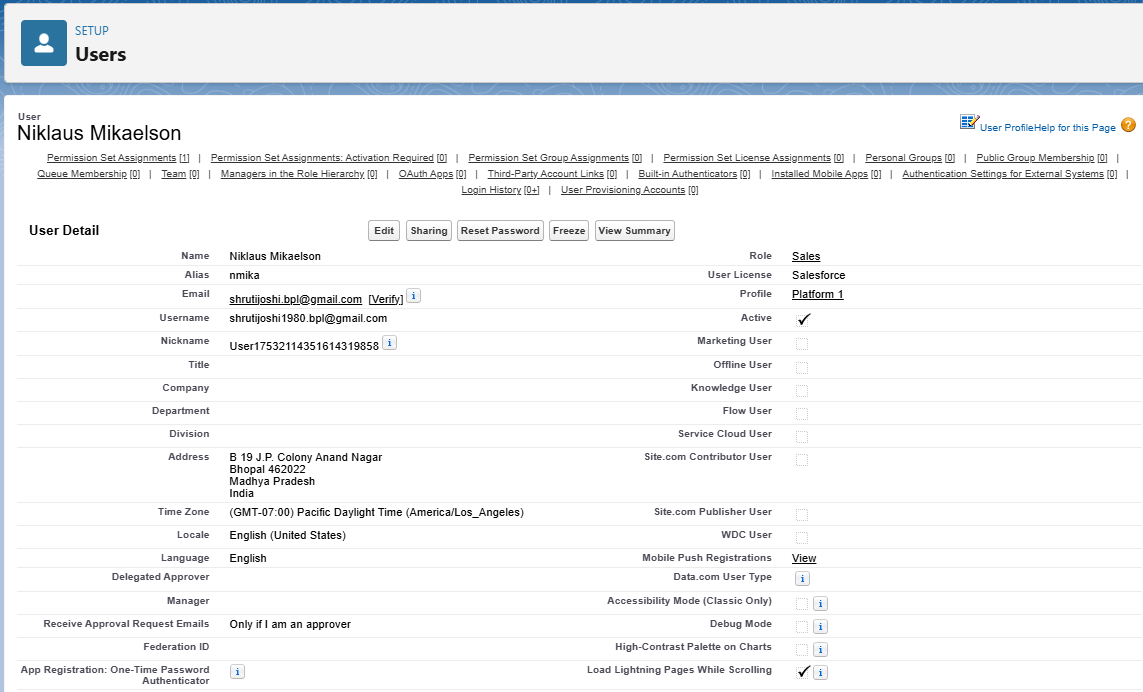 SETUP
Users
User
Niklaus Mikaelson
User Profile Help for this Page ?
Permission Set Assignments [1] | Permission Set Assignments: Activation Required [0] | Permission Set Group Assignments [0] | Permission Set License Assignments [0] | Personal Groups [0] | Public Group Membership [0] |
Queue Membership [0] | Team [0] | Managers in the Role Hierarchy [0] | OAuth Apps [0] | Third-Party Account Links [0] | Built-in Authenticators [0] | Installed Mobile Apps [0] | Authentication Settings for External Systems [0] |
Login History [0+] | User Provisioning Accounts [0]
User Detail
Edit Sharing Reset Password Freeze View Summary
Name Niklaus Mikaelson Role Sales
Alias nmika User License Salesforce
Email shrutijoshi.bpl@gmail.com [Verify] i Profile Platform 1
Username shrutijoshi1980.bpl@gmail.com Active
Nickname User17532114351614319858 i Marketing User
Title Offline User
Company Knowledge User
Department Flow User
Division Service Cloud User
Address B 19 J.P. Colony Anand Nagar Site.com Contributor User
Bhopal 462022
Madhya Pradesh
India
Time Zone (GMT-07:00) Pacific Daylight Time (America/Los_Angeles) Site.com Publisher User
Locale English (United States) WDC User
Language English Mobile Push Registrations View
Delegated Approver Data.com User Type i
Manager Accessibility Mode (Classic Only) i
Receive Approval Request Emails Only if I am an approver Debug Mode i
Federation ID High-Contrast Palette on Charts i
App Registration: One-Time Password i Load Lightning Pages While Scrolling i
Authenticator